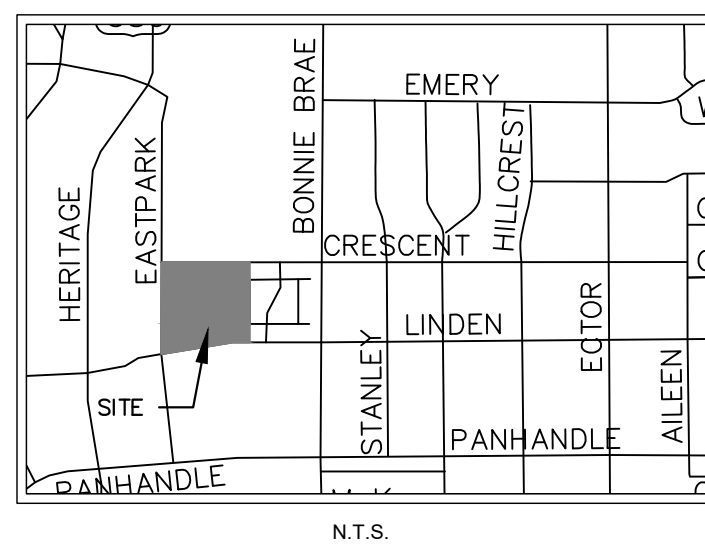 EMERY
BONNIE BRAE
HILLCREST
EASTPARK
HERITAGE
CRESCENT
LINDEN
ECTOR
STANLEY
AILEEN
SITE
PANHANDLE
PANHANDLE
N.T.S.